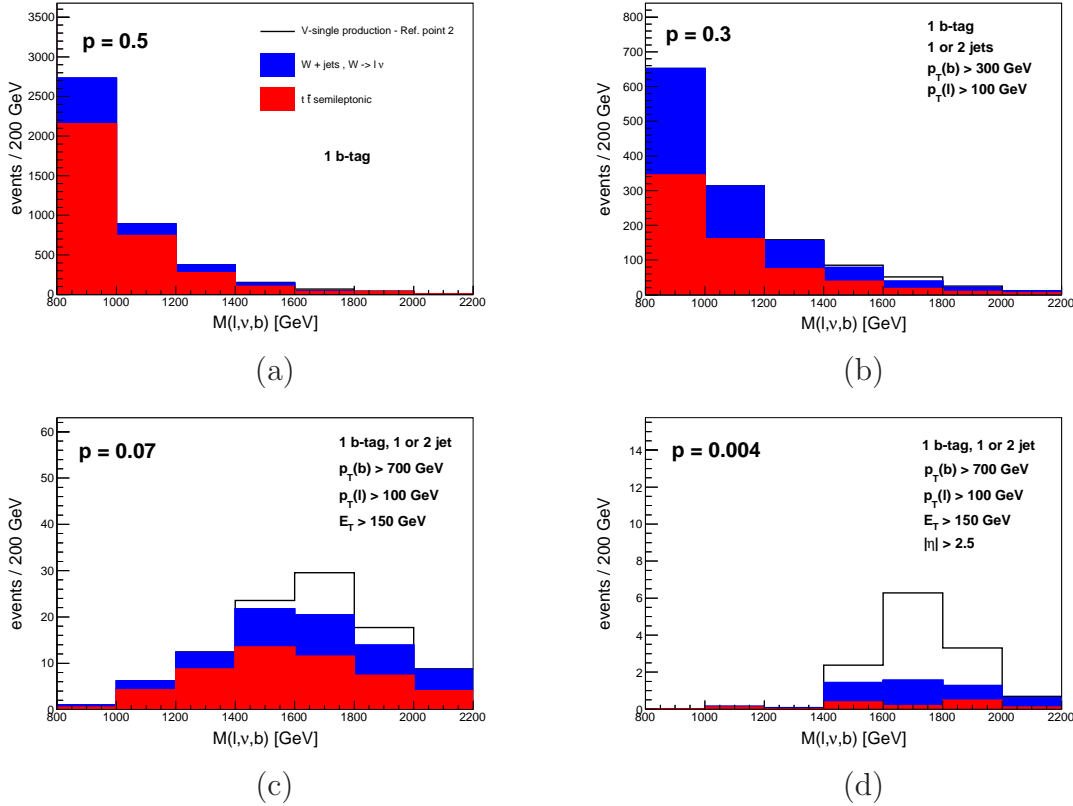 p = 0.5
V-single production - Ref. point 2
W + jets , W -> l ν
t t̄ semileptonic
1 b-tag
events / 200 GeV
3500
3000
2500
2000
1500
1000
500
0
800 1000 1200 1400 1600 1800 2000 2200
M(l,ν,b) [GeV]
(a)
p = 0.3
1 b-tag
1 or 2 jets
p_T(b) > 300 GeV
p_T(l) > 100 GeV
events / 200 GeV
800
700
600
500
400
300
200
100
0
800 1000 1200 1400 1600 1800 2000 2200
M(l,ν,b) [GeV]
(b)
p = 0.07
1 b-tag, 1 or 2 jet
p_T(b) > 700 GeV
p_T(l) > 100 GeV
E_T > 150 GeV
events / 200 GeV
60
50
40
30
20
10
0
800 1000 1200 1400 1600 1800 2000 2200
M(l,ν,b) [GeV]
(c)
p = 0.004
1 b-tag, 1 or 2 jet
p_T(b) > 700 GeV
p_T(l) > 100 GeV
E_T > 150 GeV
|η| > 2.5
events / 200 GeV
14
12
10
8
6
4
2
0
800 1000 1200 1400 1600 1800 2000 2200
M(l,ν,b) [GeV]
(d)